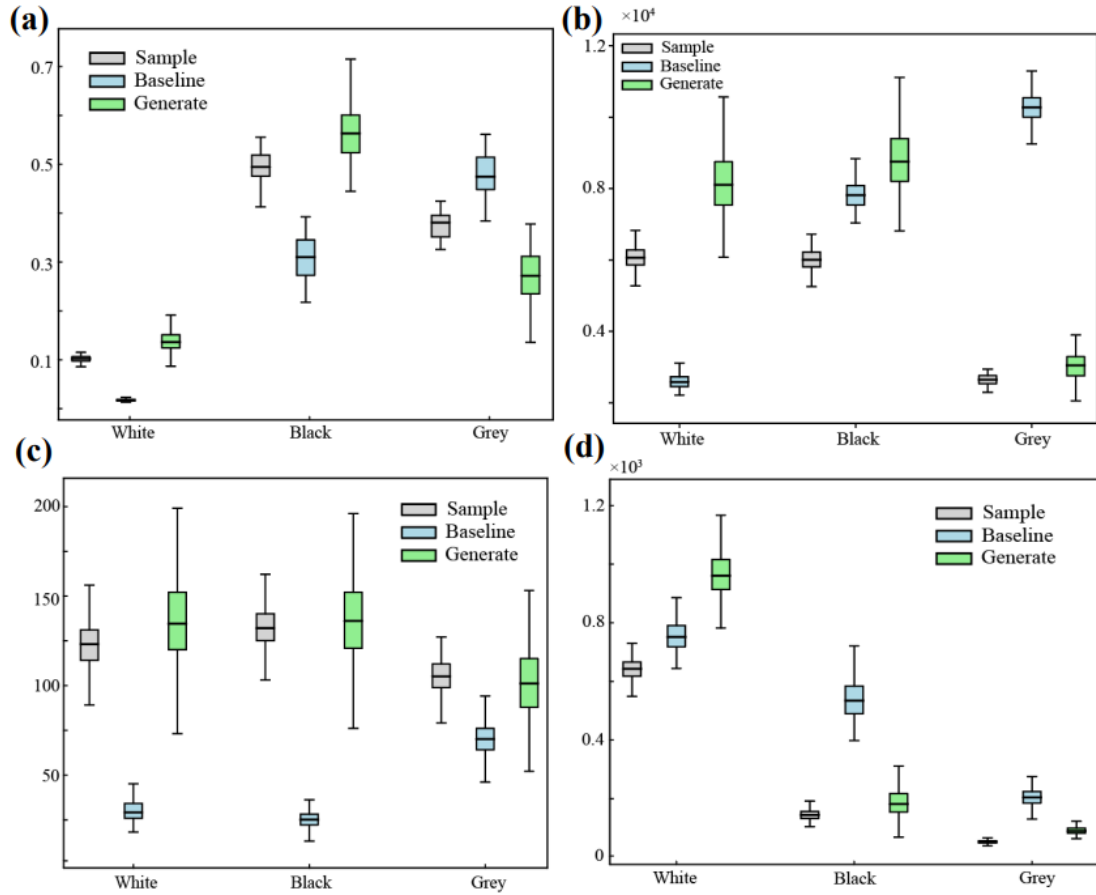 (a)
0.7
0.5
0.3
0.1
Sample
Baseline
Generate
White Black Grey
(b)
×10⁴
1.2
0.8
0.4
Sample
Baseline
Generate
White Black Grey
(c)
200
150
100
50
Sample
Baseline
Generate
White Black Grey
(d)
×10³
1.2
0.8
0.4
0
Sample
Baseline
Generate
White Black Grey